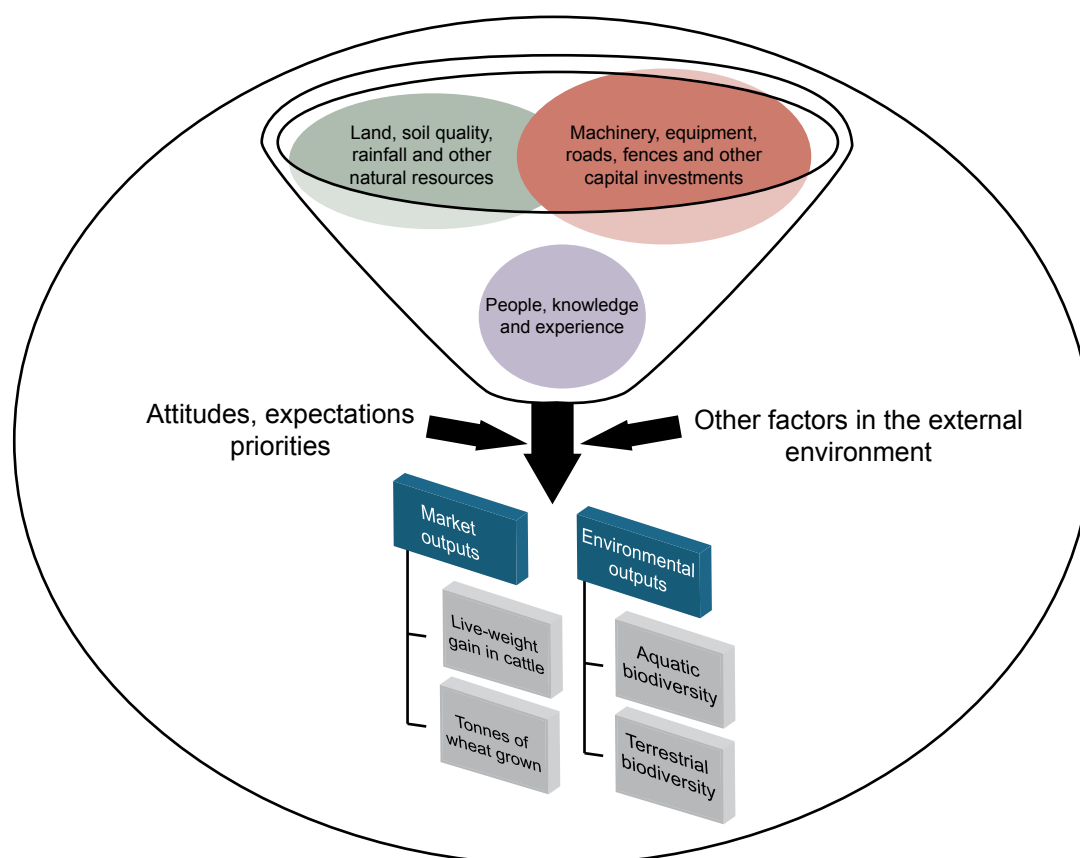 Land, soil quality,
rainfall and other
natural resources
Machinery, equipment,
roads, fences and other
capital investments
People, knowledge
and experience
Attitudes, expectations
priorities
Other factors in the external
environment
Market
outputs
Live-weight
gain in cattle
Tonnes of
wheat grown
Environmental
outputs
Aquatic
biodiversity
Terrestrial
biodiversity